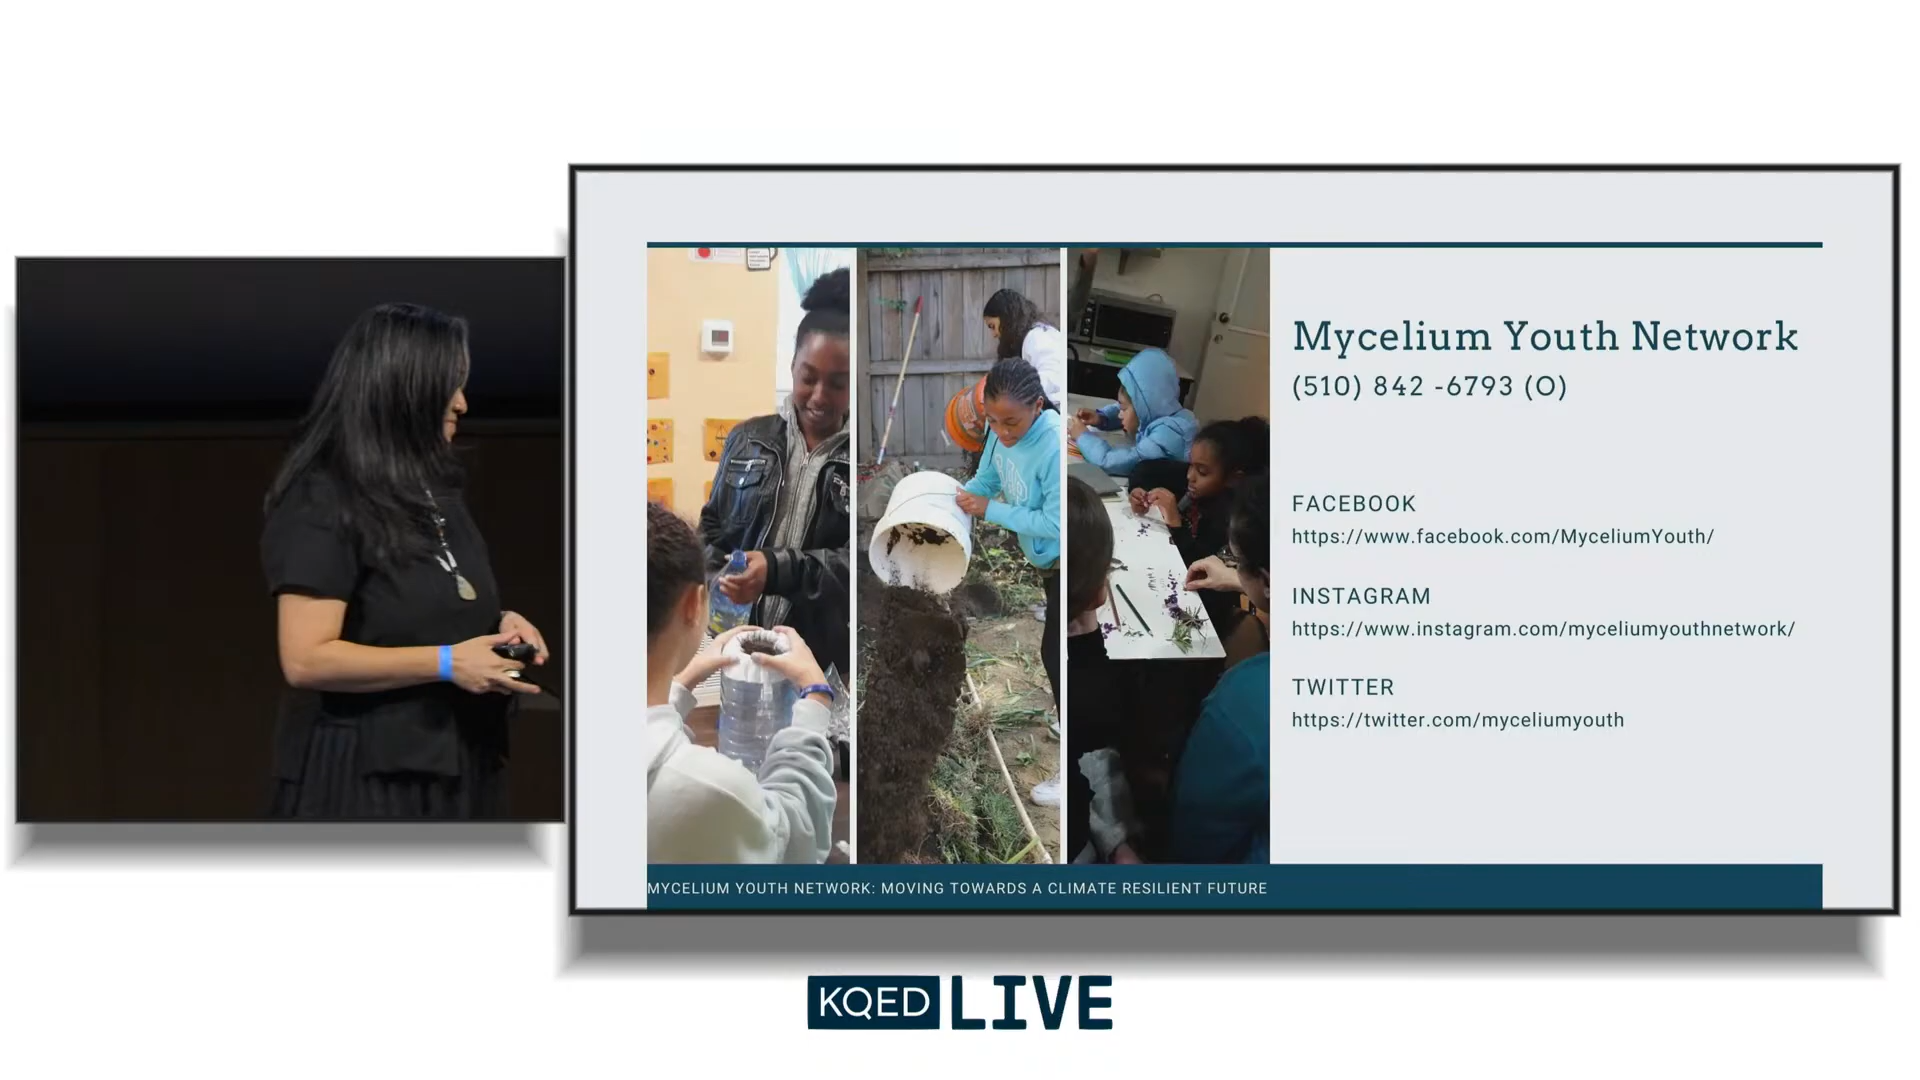 Mycelium Youth Network
(510) 842 -6793 (O)
FACEBOOK
https://www.facebook.com/MyceliumYouth/
INSTAGRAM
https://www.instagram.com/myceliumyouthnetwork/
TWITTER
https://twitter.com/myceliumyouth
MYCELIUM YOUTH NETWORK: MOVING TOWARDS A CLIMATE RESILIENT FUTURE
KQED LIVE